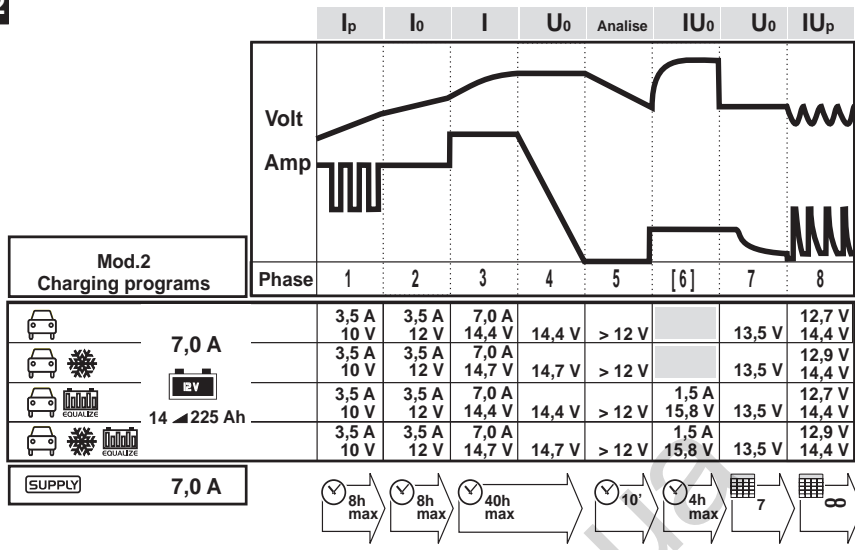 Ip I0 I U0 Analise IU0 U0 IUp
Volt
Amp
Mod.2
Charging programs
Phase 1 2 3 4 5 [6] 7 8
7,0 A
12V
14 225 Ah
3,5 A 3,5 A 7,0 A 12,7 V
10 V 12 V 14,4 V 14,4 V > 12 V 13,5 V 14,4 V
3,5 A 3,5 A 7,0 A 12,9 V
10 V 12 V 14,7 V 14,7 V > 12 V 13,5 V 14,4 V
EQUALIZE
3,5 A 3,5 A 7,0 A 1,5 A 12,7 V
10 V 12 V 14,4 V 14,4 V > 12 V 15,8 V 13,5 V 14,4 V
EQUALIZE
3,5 A 3,5 A 7,0 A 1,5 A 12,9 V
10 V 12 V 14,7 V 14,7 V > 12 V 15,8 V 13,5 V 14,4 V
SUPPLY 7,0 A
8h max
8h max
40h max
10'
4h max
7
∞